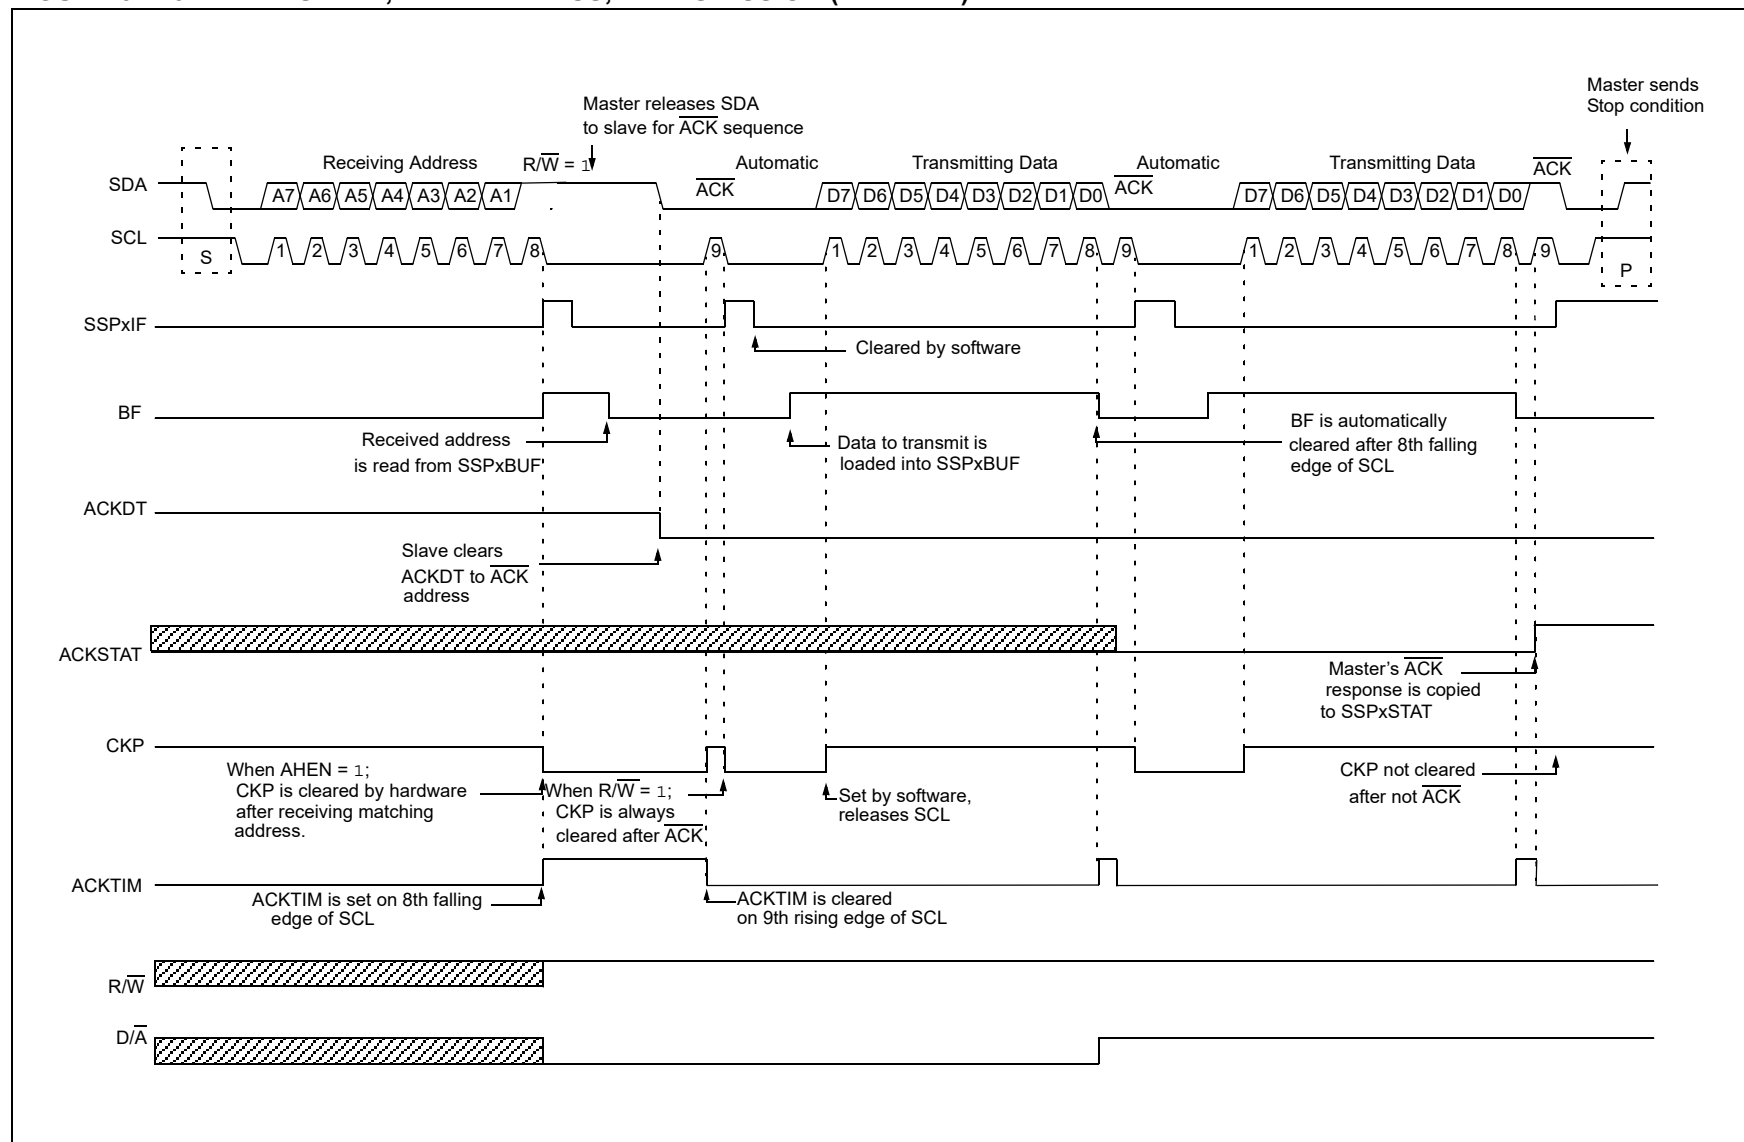 Master sends
Stop condition
Master releases SDA
to slave for ACK sequence
Receiving Address R/W = 1 Automatic Transmitting Data Automatic Transmitting Data ACK
SDA A7 A6 A5 A4 A3 A2 A1 ACK D7 D6 D5 D4 D3 D2 D1 D0 ACK D7 D6 D5 D4 D3 D2 D1 D0
SCL S 1 2 3 4 5 6 7 8 9 1 2 3 4 5 6 7 8 9 1 2 3 4 5 6 7 8 9 P
SSPxIF
Cleared by software
BF
Received address
is read from SSPxBUF
Data to transmit is
loaded into SSPxBUF
BF is automatically
cleared after 8th falling
edge of SCL
ACKDT
Slave clears
ACKDT to ACK
address
ACKSTAT
Master's ACK
response is copied
to SSPxSTAT
CKP
When AHEN = 1;
CKP is cleared by hardware
after receiving matching
address.
When R/W = 1;
CKP is always
cleared after ACK
Set by software,
releases SCL
CKP not cleared
after not ACK
ACKTIM
ACKTIM is set on 8th falling
edge of SCL
ACKTIM is cleared
on 9th rising edge of SCL
R/W
D/A